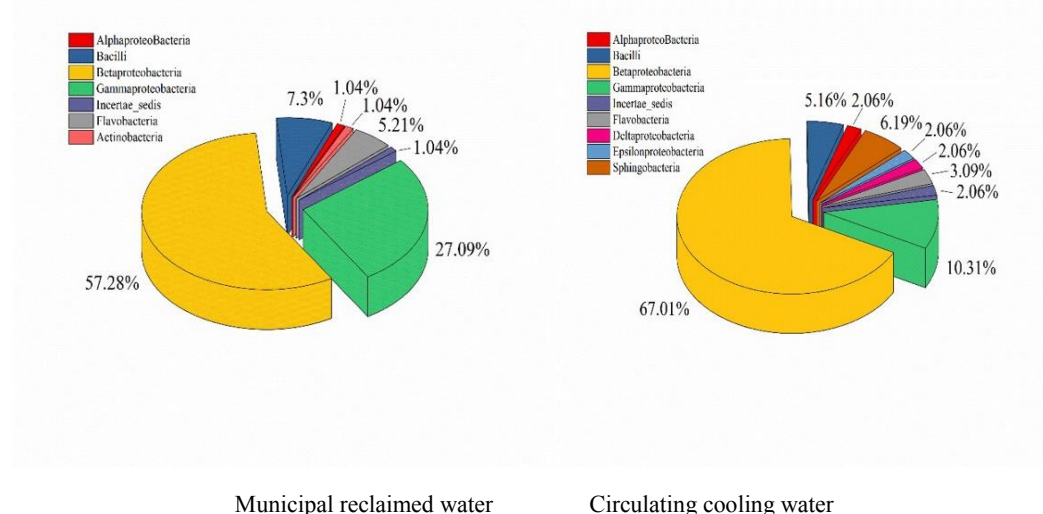 AlphaproteoBacteria
Bacilli
Betaproteobacteria
Gammaproteobacteria
Incertae_sedis
Flavobacteria
Actinobacteria
7.3%
1.04%
1.04%
5.21%
1.04%
27.09%
57.28%
AlphaproteoBacteria
Bacilli
Betaproteobacteria
Gammaproteobacteria
Incertae_sedis
Flavobacteria
Deltaproteobacteria
Epsilonproteobacteria
Sphingobacteria
5.16%
2.06%
6.19%
2.06%
2.06%
3.09%
2.06%
10.31%
67.01%
Municipal reclaimed water
Circulating cooling water